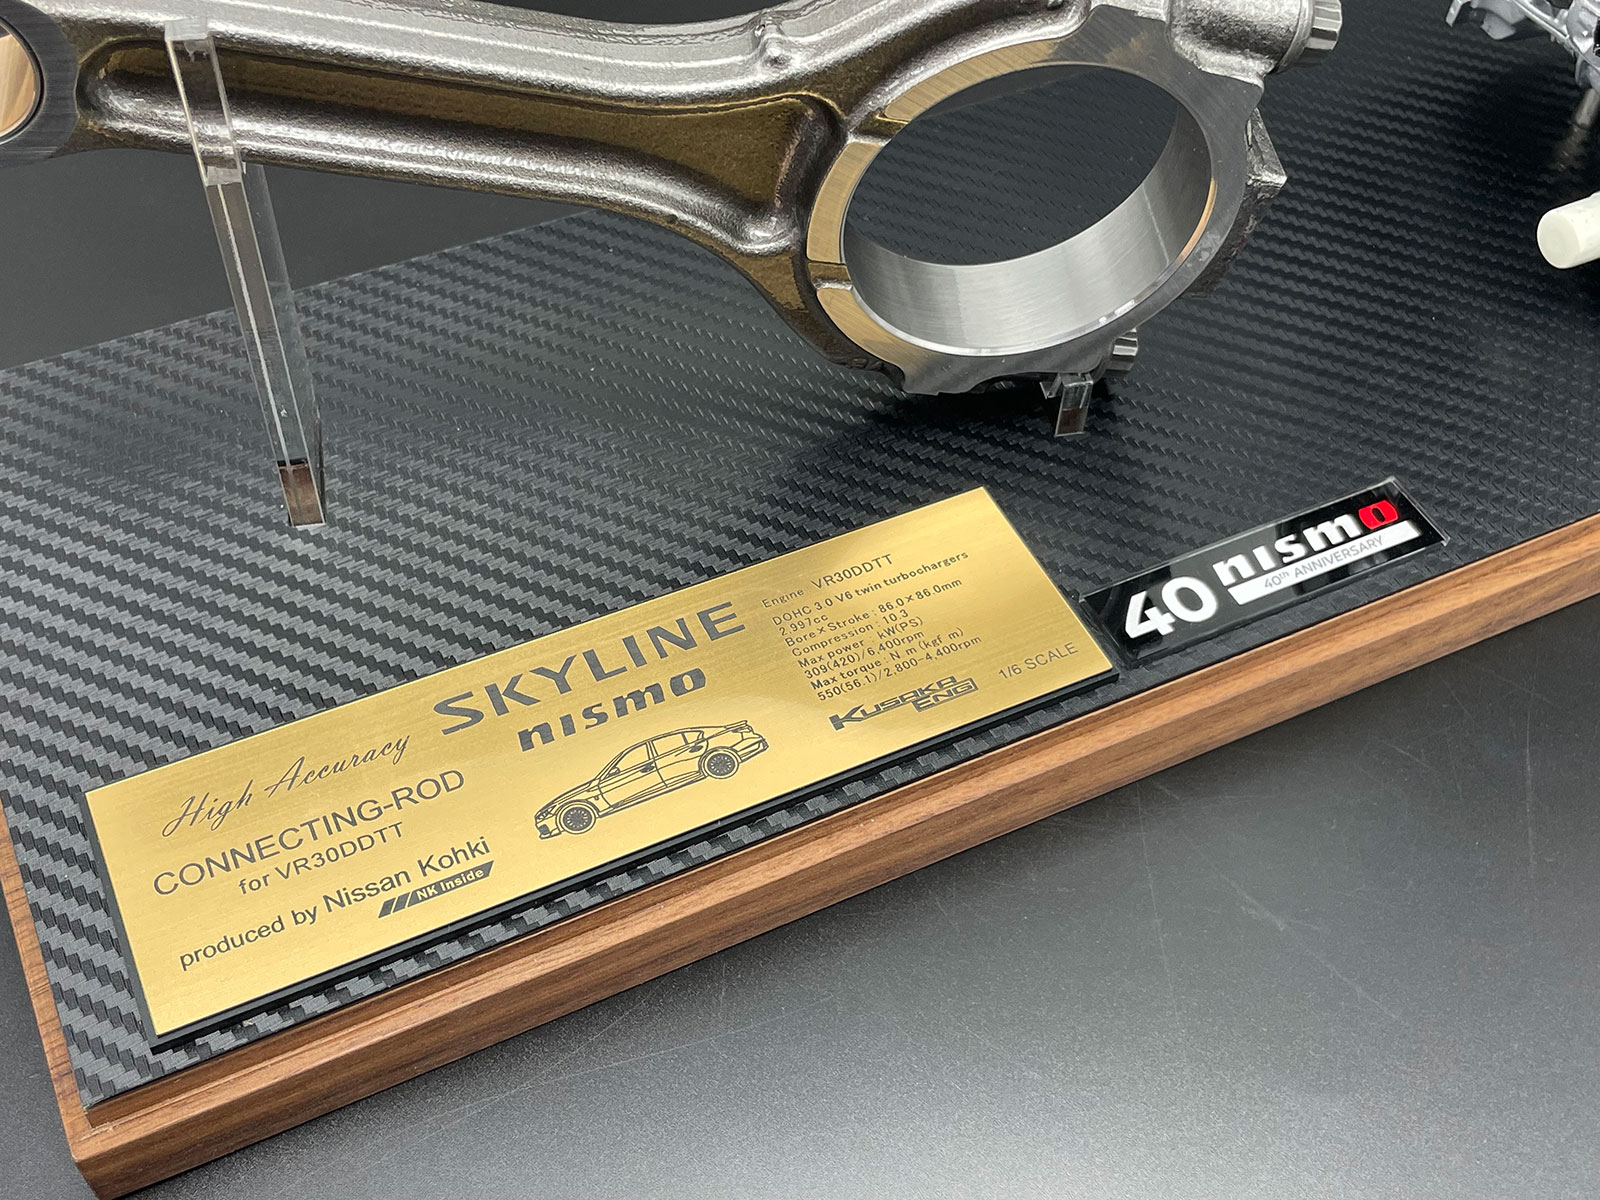 High Accuracy
CONNECTING-ROD
for VR30DDTT
produced by Nissan Kohki
NK Inside
SKYLINE
nismo
Engine VR30DDTT
DOHC 3.0 V6 twin turbochargers
2,997cc
Bore×Stroke : 86.0×86.0mm
Compression : 10.3
Max power : kW(PS)
309(420)/6,400rpm
Max torque : N m (kgf m)
550(56.1)/2,800-4,400rpm
KUSAKA
ENG
1/6 SCALE
40 nismo
40th ANNIVERSARY